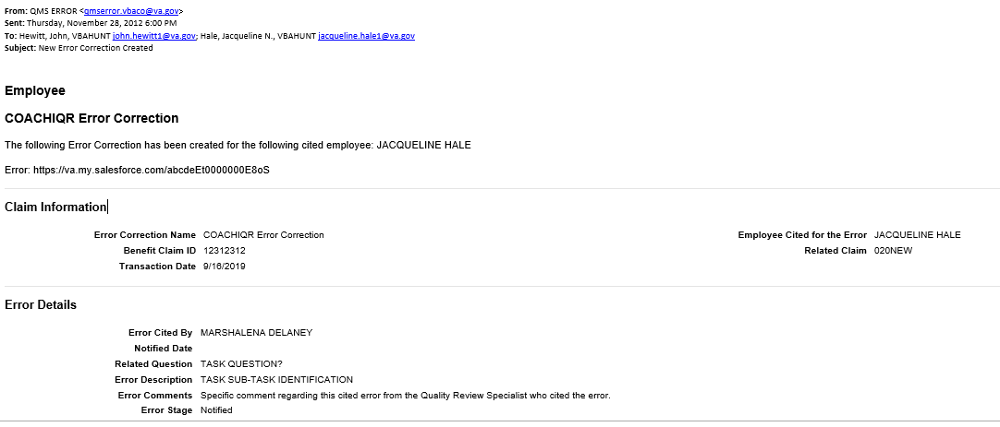 From: QMS ERROR <qmserror.vbaco@va.gov>
Sent: Thursday, November 28, 2012 6:00 PM
To: Hewitt, John, VBAHUNT john.hewitt1@va.gov; Hale, Jacqueline N., VBAHUNT jacqueline.hale1@va.gov
Subject: New Error Correction Created
Employee
COACHIQR Error Correction
The following Error Correction has been created for the following cited employee: JACQUELINE HALE
Error: https://va.my.salesforce.com/abcdeEt0000000E8oS
Claim Information
Error Correction Name COACHIQR Error Correction Employee Cited for the Error JACQUELINE HALE
Benefit Claim ID 12312312 Related Claim 020NEW
Transaction Date 9/16/2019
Error Details
Error Cited By MARSHALENA DELANEY
Notified Date
Related Question TASK QUESTION?
Error Description TASK SUB-TASK IDENTIFICATION
Error Comments Specific comment regarding this cited error from the Quality Review Specialist who cited the error.
Error Stage Notified